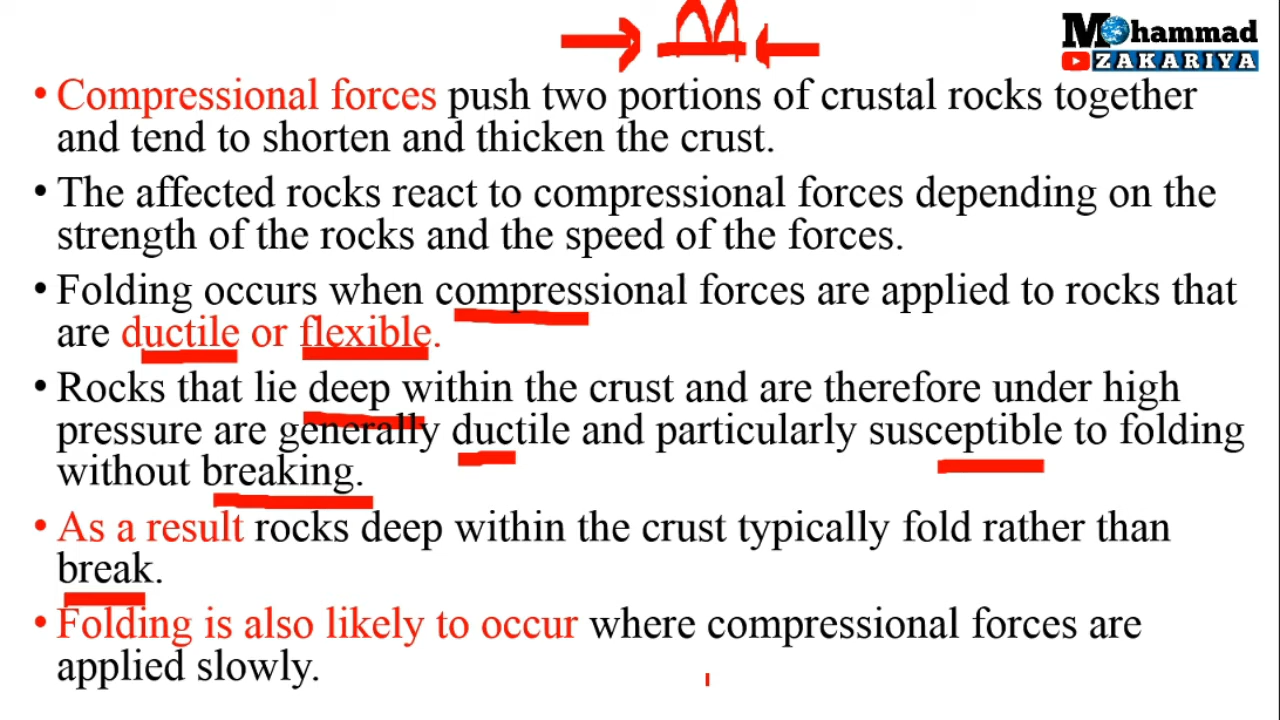 Mohammad
ZAKARIYA
• Compressional forces push two portions of crustal rocks together
and tend to shorten and thicken the crust.
• The affected rocks react to compressional forces depending on the
strength of the rocks and the speed of the forces.
• Folding occurs when compressional forces are applied to rocks that
are ductile or flexible.
• Rocks that lie deep within the crust and are therefore under high
pressure are generally ductile and particularly susceptible to folding
without breaking.
• As a result rocks deep within the crust typically fold rather than
break.
• Folding is also likely to occur where compressional forces are
applied slowly.